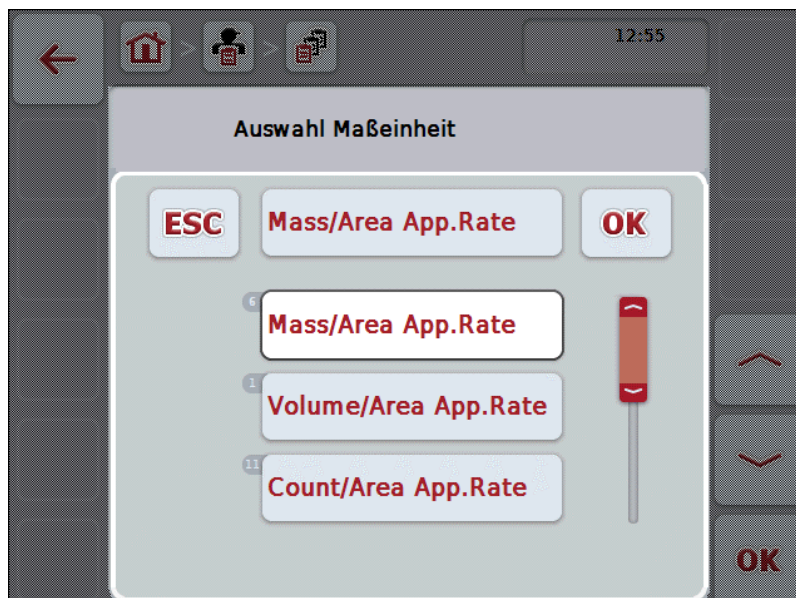 12:55
Auswahl Maßeinheit
ESC
Mass/Area App.Rate
OK
6
Mass/Area App.Rate
1
Volume/Area App.Rate
11
Count/Area App.Rate
OK